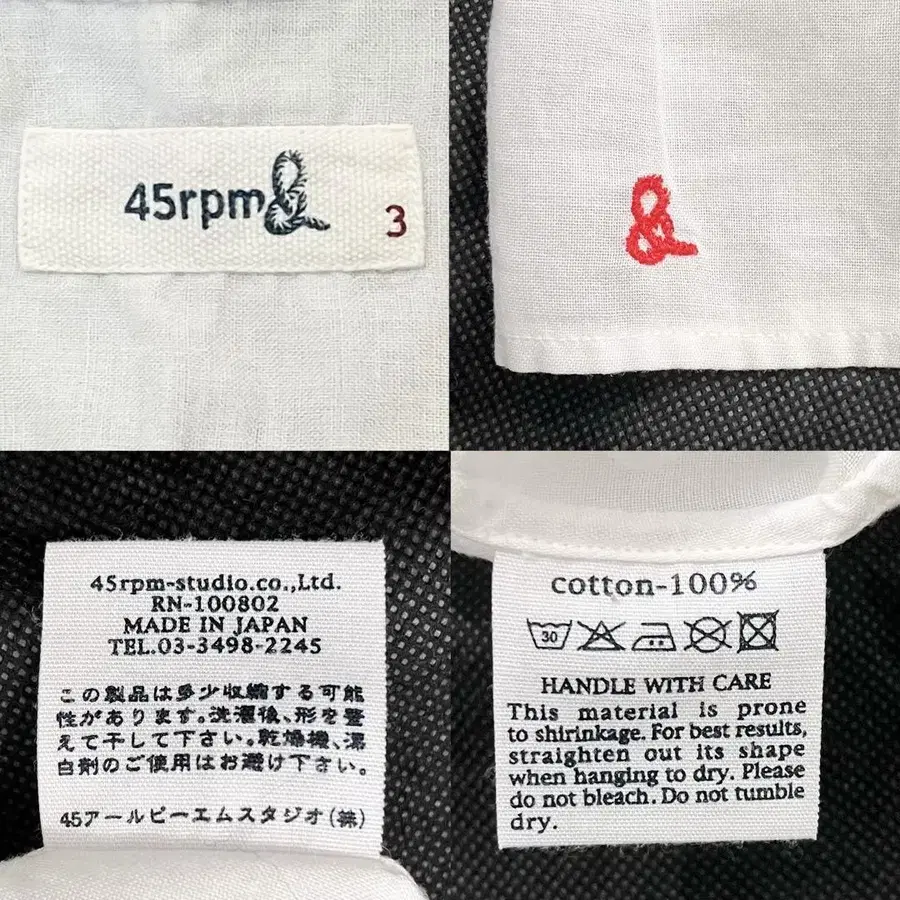 45rpm&
3
&
45rpm-studio.co.,Ltd.
RN-100802
MADE IN JAPAN
TEL.03-3498-2245
この製品は多少収縮する可能
性があります。洗濯後、形を整
えて干して下さい。乾燥機、漂
白剤のご使用はお避け下さい。
45アールピーエムスタジオ(株)
cotton-100%
30
HANDLE WITH CARE
This material is prone
to shirinkage. For best results,
straighten out its shape
when hanging to dry. Please
do not bleach. Do not tumble
dry.